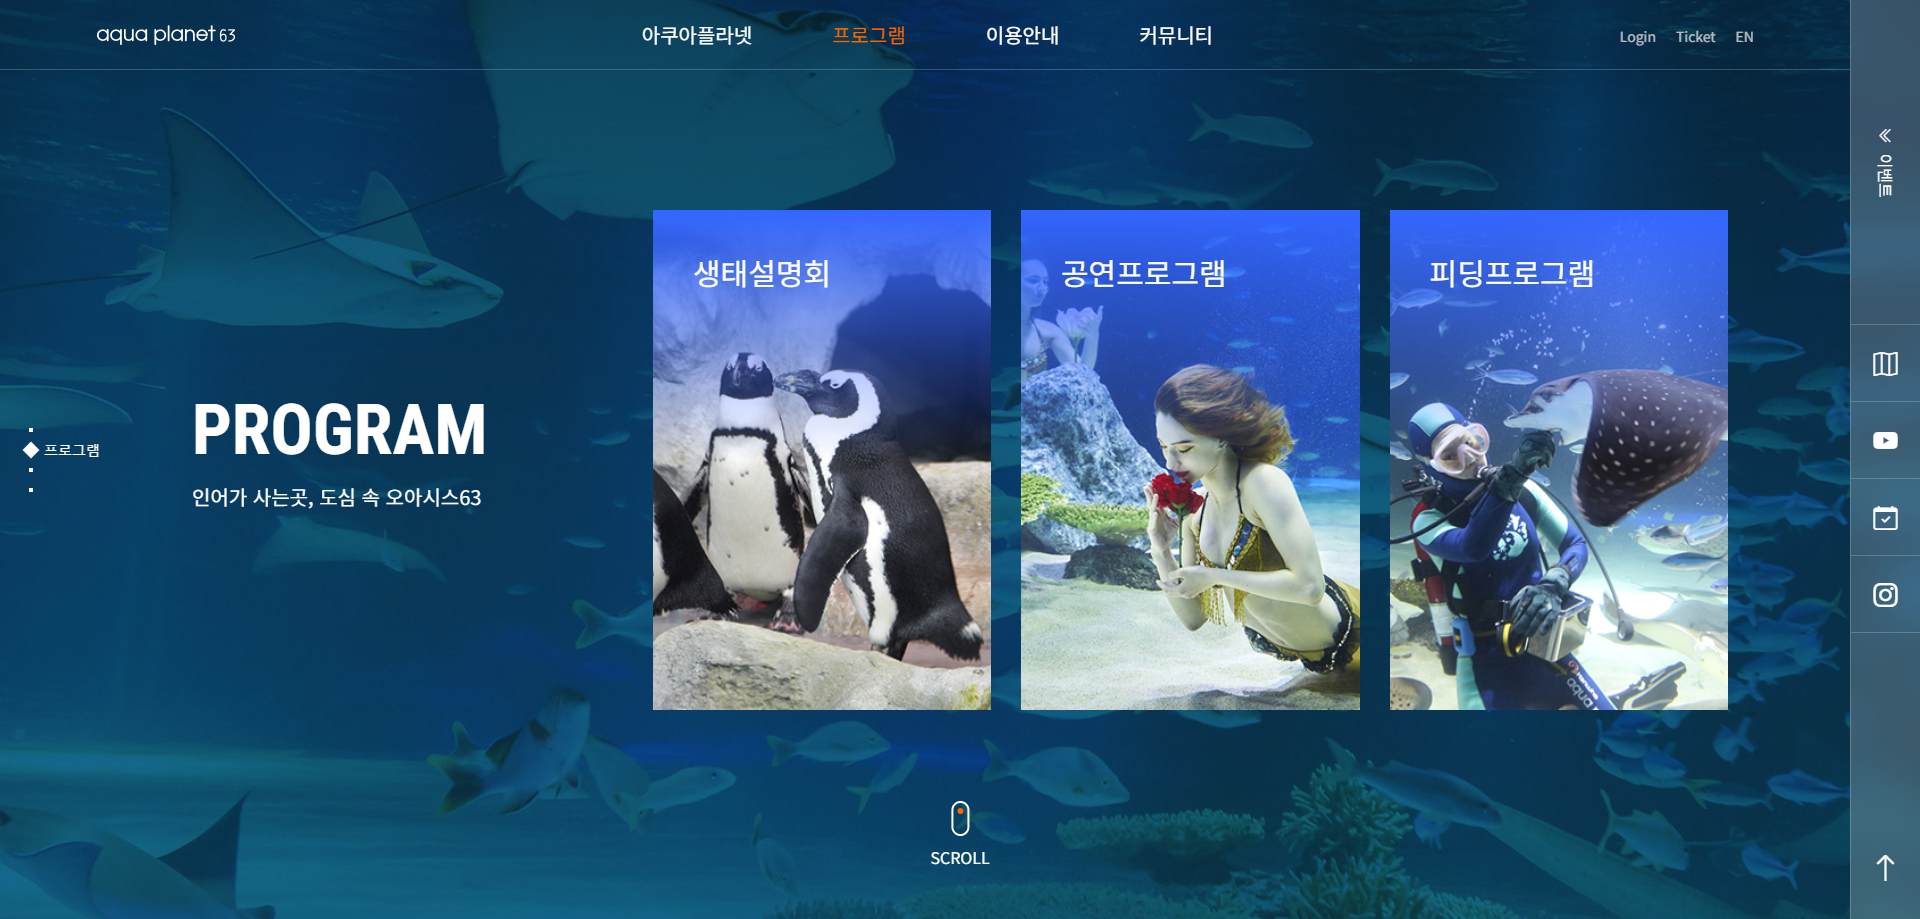 aqua planet 63
아쿠아플라넷
프로그램
이용안내
커뮤니티
Login
Ticket
EN
이벤트
생태설명회
공연프로그램
피딩프로그램
PROGRAM
인어가 사는곳, 도심 속 오아시스63
프로그램
aqua
SCROLL